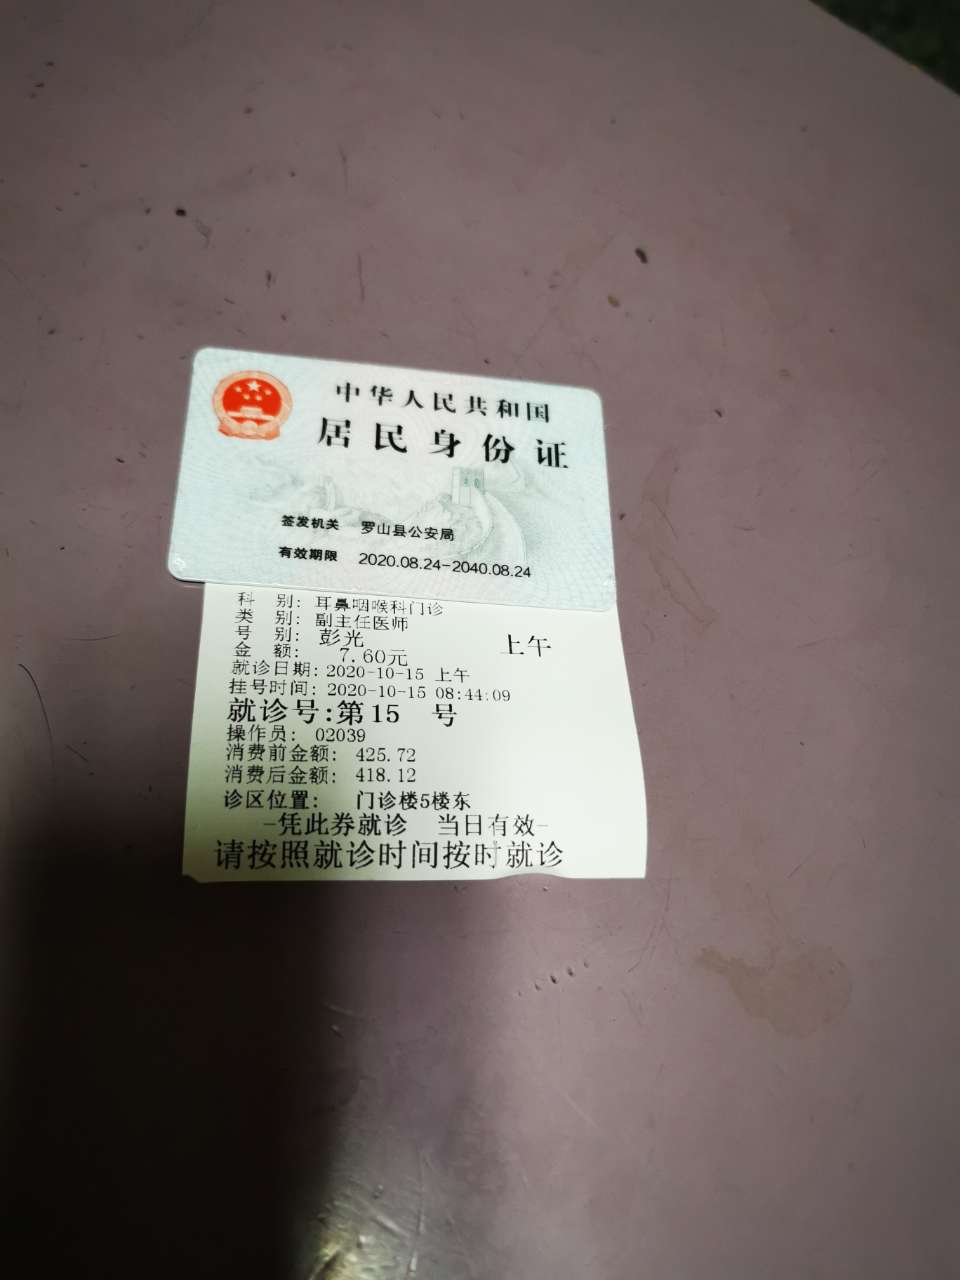 中华人民共和国
居民身份证
签发机关 罗山县公安局
有效期限 2020.08.24-2040.08.24
科 别: 耳鼻咽喉科门诊
类 别: 副主任医师
号 别: 彭光 上午
金 额: 7.60元
就诊日期: 2020-10-15 上午
挂号时间: 2020-10-15 08:44:09
就诊号:第15 号
操作员: 02039
消费前金额: 425.72
消费后金额: 418.12
诊区位置: 门诊楼5楼东
-凭此券就诊 当日有效-
请按照就诊时间按时就诊